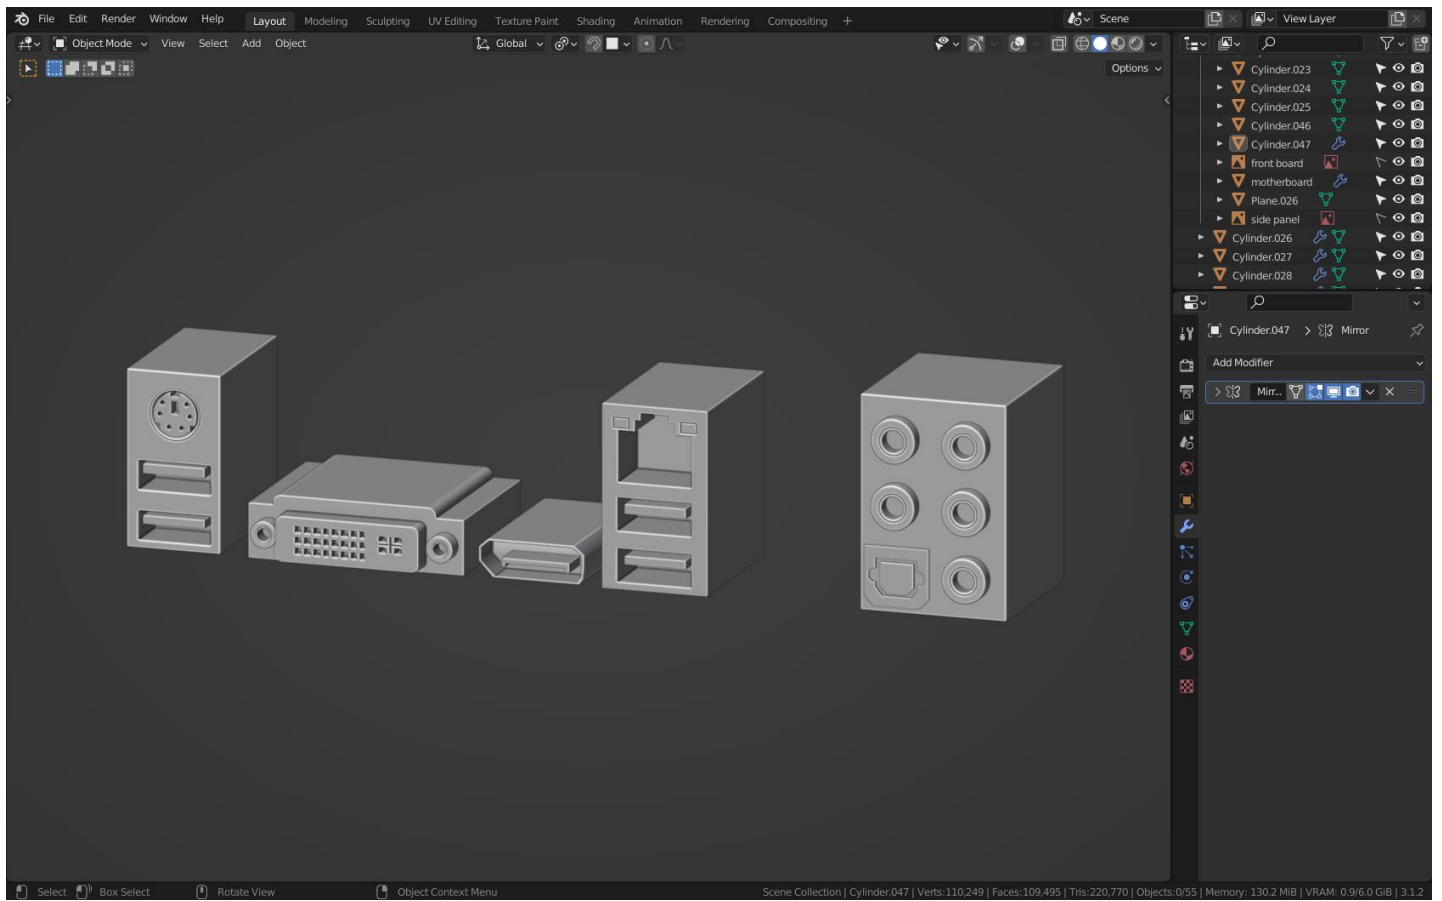 File Edit Render Window Help Layout Modeling Sculpting UV Editing Texture Paint Shading Animation Rendering Compositing + Scene View Layer
Object Mode View Select Add Object Global
Options
Cylinder.023
Cylinder.024
Cylinder.025
Cylinder.046
Cylinder.047
front board
motherboard
Plane.026
side panel
Cylinder.026
Cylinder.027
Cylinder.028
Cylinder.047 Mirror
Add Modifier
Mirr...
Select Box Select Rotate View Object Context Menu Scene Collection | Cylinder.047 | Verts:110,249 | Faces:109,495 | Tris:220,770 | Objects:0/55 | Memory: 130.2 MiB | VRAM: 0.9/6.0 GiB | 3.1.2